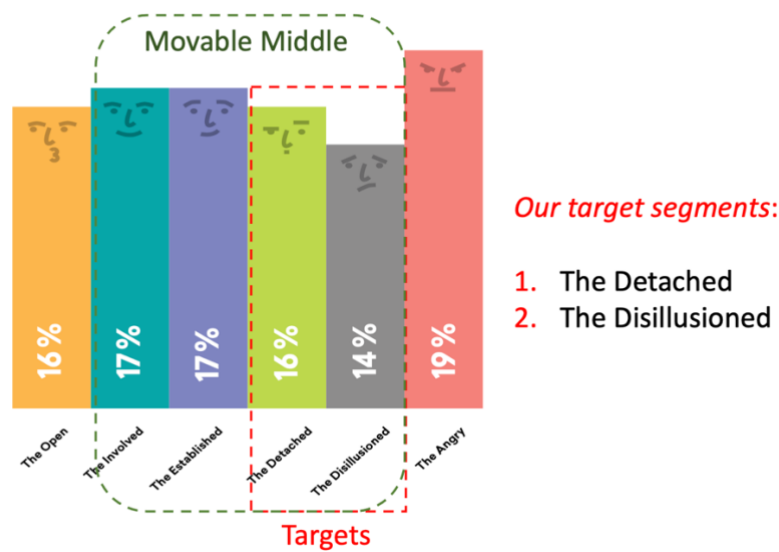 Movable Middle
16%
17%
17%
16%
14%
19%
The Open
The Involved
The Established
The Detached
The Disillusioned
The Angry
Targets
Our target segments:
1. The Detached
2. The Disillusioned